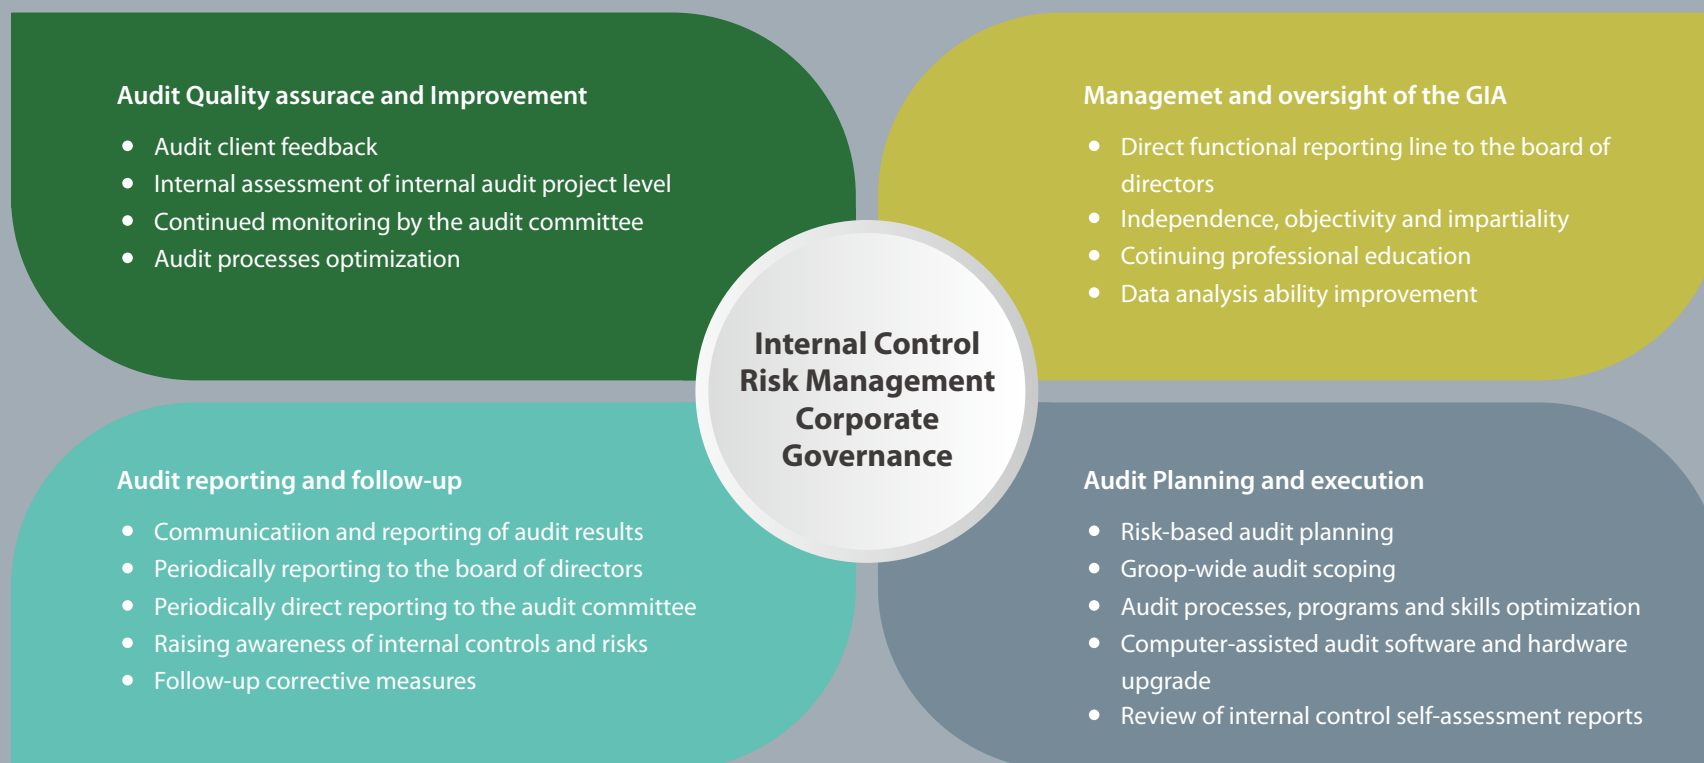 Audit Quality assurace and Improvement
Audit client feedback
Internal assessment of internal audit project level
Continued monitoring by the audit committee
Audit processes optimization
Managemet and oversight of the GIA
Direct functional reporting line to the board of
directors
Independence, objectivity and impartiality
Cotinuing professional education
Data analysis ability improvement
Internal Control
Risk Management
Corporate
Governance
Audit reporting and follow-up
Communicatiion and reporting of audit results
Periodically reporting to the board of directors
Periodically direct reporting to the audit committee
Raising awareness of internal controls and risks
Follow-up corrective measures
Audit Planning and execution
Risk-based audit planning
Groop-wide audit scoping
Audit processes, programs and skills optimization
Computer-assisted audit software and hardware
upgrade
Review of internal control self-assessment reports